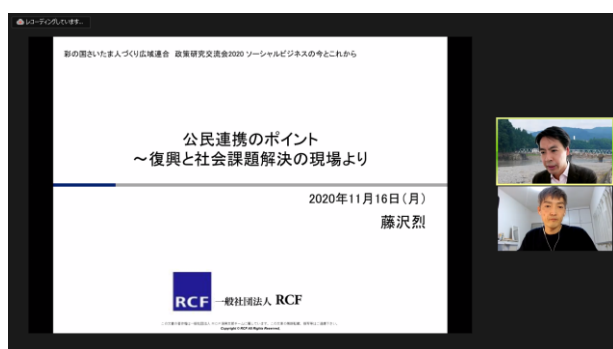 レコーディングしています...
彩の国さいたま人づくり広域連合 政策研究交流会2020 ソーシャルビジネスの今とこれから
公民連携のポイント
~復興と社会課題解決の現場より
2020年11月16日(月)
藤沢烈
RCF 一般社団法人 RCF
Copyright © RCF All Rights Reserved.